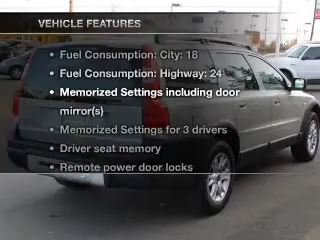 VEHICLE FEATURES
• Fuel Consumption: City: 18
• Fuel Consumption: Highway: 24
• Memorized Settings including door
mirror(s)
• Memorized Settings for 3 drivers
• Driver seat memory
• Remote power door locks